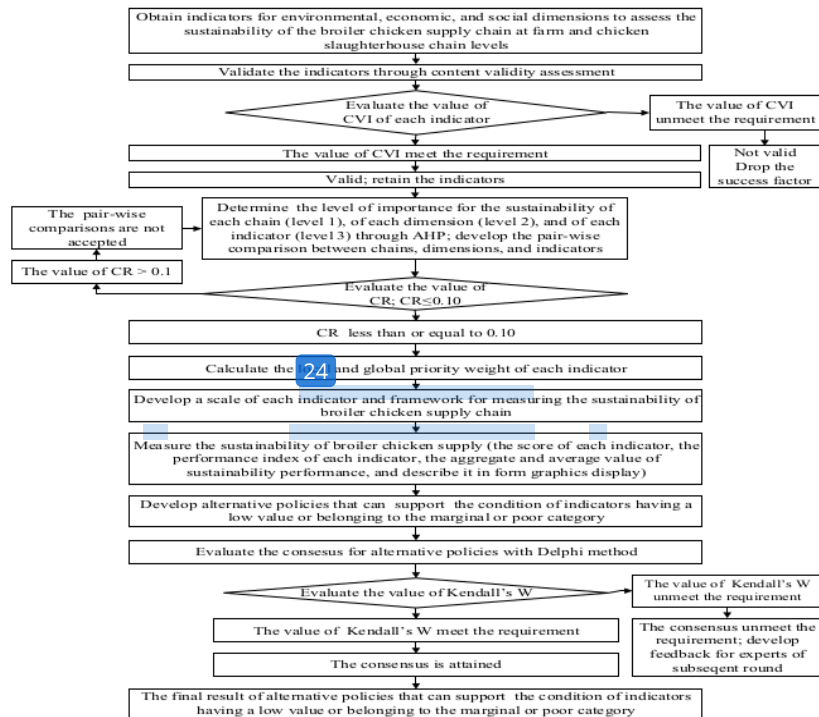 Obtain indicators for environmental, economic, and social dimensions to assess the
sustainability of the broiler chicken supply chain at farm and chicken
slaughterhouse chain levels
Validate the indicators through content validity assessment
Evaluate the value of
CVI of each indicator
The value of CVI
unmeet the requirement
The value of CVI meet the requirement
Not valid
Drop the
success factor
Valid; retain the indicators
The pair-wise
comparisons are not
accepted
Determine the level of importance for the sustainability of
each chain (level 1), of each dimension (level 2), and of each
indicator (level 3) through AHP; develop the pair-wise
comparison between chains, dimensions, and indicators
The value of CR > 0.1
Evaluate the value of
CR; CR≤0.10
CR less than or equal to 0.10
Calculate the and global priority weight of each indicator
24
Develop a scale of each indicator and framework for measuring the sustainability of
broiler chicken supply chain
Measure the sustainability of broiler chicken supply (the score of each indicator, the
performance index of each indicator, the aggregate and average value of
sustainability performance, and describe it in form graphics display)
Develop alternative policies that can support the condition of indicators having a
low value or belonging to the marginal or poor category
Evaluate the consesus for alternative policies with Delphi method
Evaluate the value of Kendall's W
The value of Kendall's W
unmeet the requirement
The value of Kendall's W meet the requirement
The consensus unmeet the
requirement; develop
feedback for experts of
subseqent round
The consensus is attained
The final result of alternative policies that can support the condition of indicators
having a low value or belonging to the marginal or poor category